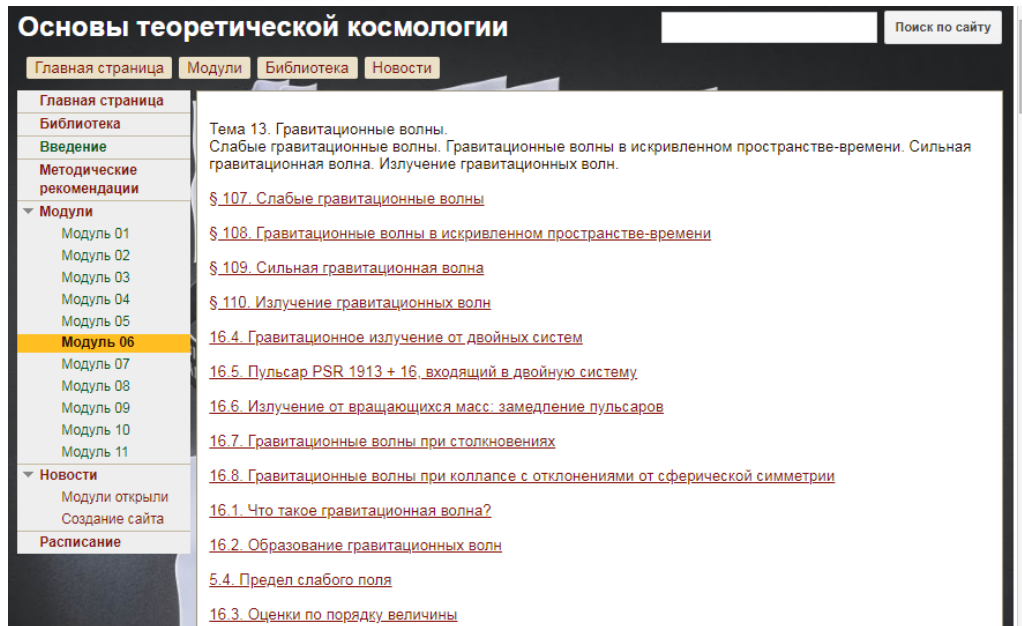 Основы теоретической космологии
Поиск по сайту
Главная страница
Модули
Библиотека
Новости
Главная страница
Библиотека
Введение
Методические
рекомендации
Модули
Модуль 01
Модуль 02
Модуль 03
Модуль 04
Модуль 05
Модуль 06
Модуль 07
Модуль 08
Модуль 09
Модуль 10
Модуль 11
Новости
Модули открыли
Создание сайта
Расписание
Тема 13. Гравитационные волны.
Слабые гравитационные волны. Гравитационные волны в искривленном пространстве-времени. Сильная
гравитационная волна. Излучение гравитационных волн.
§ 107. Слабые гравитационные волны
§ 108. Гравитационные волны в искривленном пространстве-времени
§ 109. Сильная гравитационная волна
§ 110. Излучение гравитационных волн
16.4. Гравитационное излучение от двойных систем
16.5. Пульсар PSR 1913 + 16, входящий в двойную систему
16.6. Излучение от вращающихся масс: замедление пульсаров
16.7. Гравитационные волны при столкновениях
16.8. Гравитационные волны при коллапсе с отклонениями от сферической симметрии
16.1. Что такое гравитационная волна?
16.2. Образование гравитационных волн
5.4. Предел слабого поля
16.3. Оценки по порядку величины